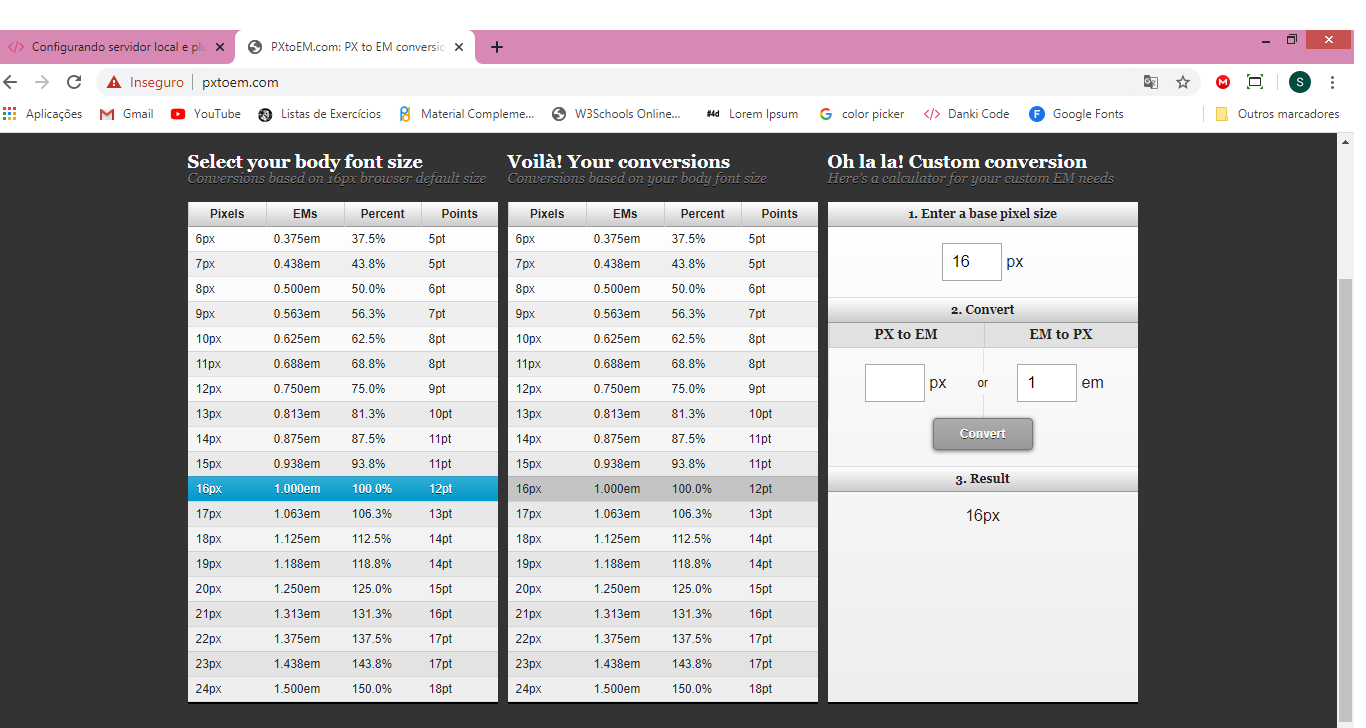 Configurando servidor local e plu
PXtoEM.com: PX to EM conversio
Inseguro
pxtoem.com
S
Aplicações
Gmail
YouTube
Listas de Exercícios
Material Compleme...
W3Schools Online...
#4d
Lorem Ipsum
color picker
Danki Code
F
Google Fonts
Outros marcadores
Select your body font size
Conversions based on 16px browser default size
Pixels EMs Percent Points
6px 0.375em 37.5% 5pt
7px 0.438em 43.8% 5pt
8px 0.500em 50.0% 6pt
9px 0.563em 56.3% 7pt
10px 0.625em 62.5% 8pt
11px 0.688em 68.8% 8pt
12px 0.750em 75.0% 9pt
13px 0.813em 81.3% 10pt
14px 0.875em 87.5% 11pt
15px 0.938em 93.8% 11pt
16px 1.000em 100.0% 12pt
17px 1.063em 106.3% 13pt
18px 1.125em 112.5% 14pt
19px 1.188em 118.8% 14pt
20px 1.250em 125.0% 15pt
21px 1.313em 131.3% 16pt
22px 1.375em 137.5% 17pt
23px 1.438em 143.8% 17pt
24px 1.500em 150.0% 18pt
Voilà! Your conversions
Conversions based on your body font size
Pixels EMs Percent Points
6px 0.375em 37.5% 5pt
7px 0.438em 43.8% 5pt
8px 0.500em 50.0% 6pt
9px 0.563em 56.3% 7pt
10px 0.625em 62.5% 8pt
11px 0.688em 68.8% 8pt
12px 0.750em 75.0% 9pt
13px 0.813em 81.3% 10pt
14px 0.875em 87.5% 11pt
15px 0.938em 93.8% 11pt
16px 1.000em 100.0% 12pt
17px 1.063em 106.3% 13pt
18px 1.125em 112.5% 14pt
19px 1.188em 118.8% 14pt
20px 1.250em 125.0% 15pt
21px 1.313em 131.3% 16pt
22px 1.375em 137.5% 17pt
23px 1.438em 143.8% 17pt
24px 1.500em 150.0% 18pt
Oh la la! Custom conversion
Here's a calculator for your custom EM needs
1. Enter a base pixel size
16 px
2. Convert
PX to EM EM to PX
px or 1 em
Convert
3. Result
16px